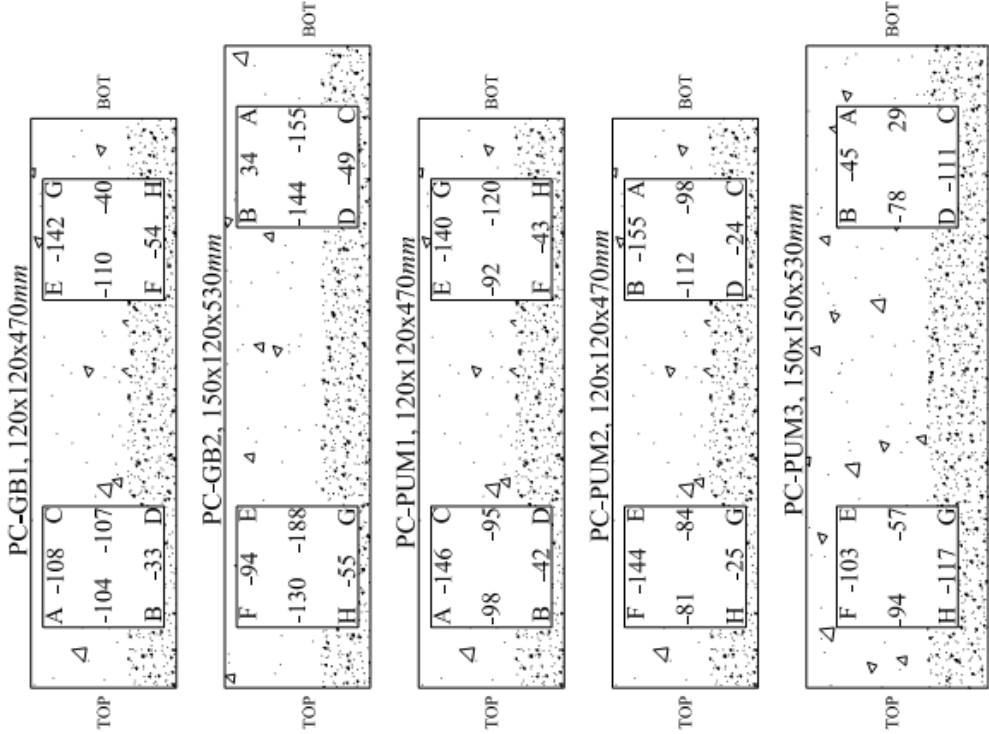 PC-GB1, 120x120x470mm
A -108 C
-104 -107
B -33 D
E -142 G
-110 -40
F -54 H
TOP
BOT
PC-GB2, 150x120x530mm
F -94 E
-130 -188
H -55 G
B 34 A
-144 -155
D -49 C
BOT
PC-PUM1, 120x120x470mm
A -146 C
-98 -95
B -42 D
E -140 G
-92 -120
F -43 H
TOP
BOT
PC-PUM2, 120x120x470mm
F -144 E
-81 -84
H -25 G
B -155 A
-112 -98
D -24 C
TOP
BOT
PC-PUM3, 150x150x530mm
F -103 E
-94 -57
H -117 G
B -45 A
-78 29
D -111 C
TOP
BOT